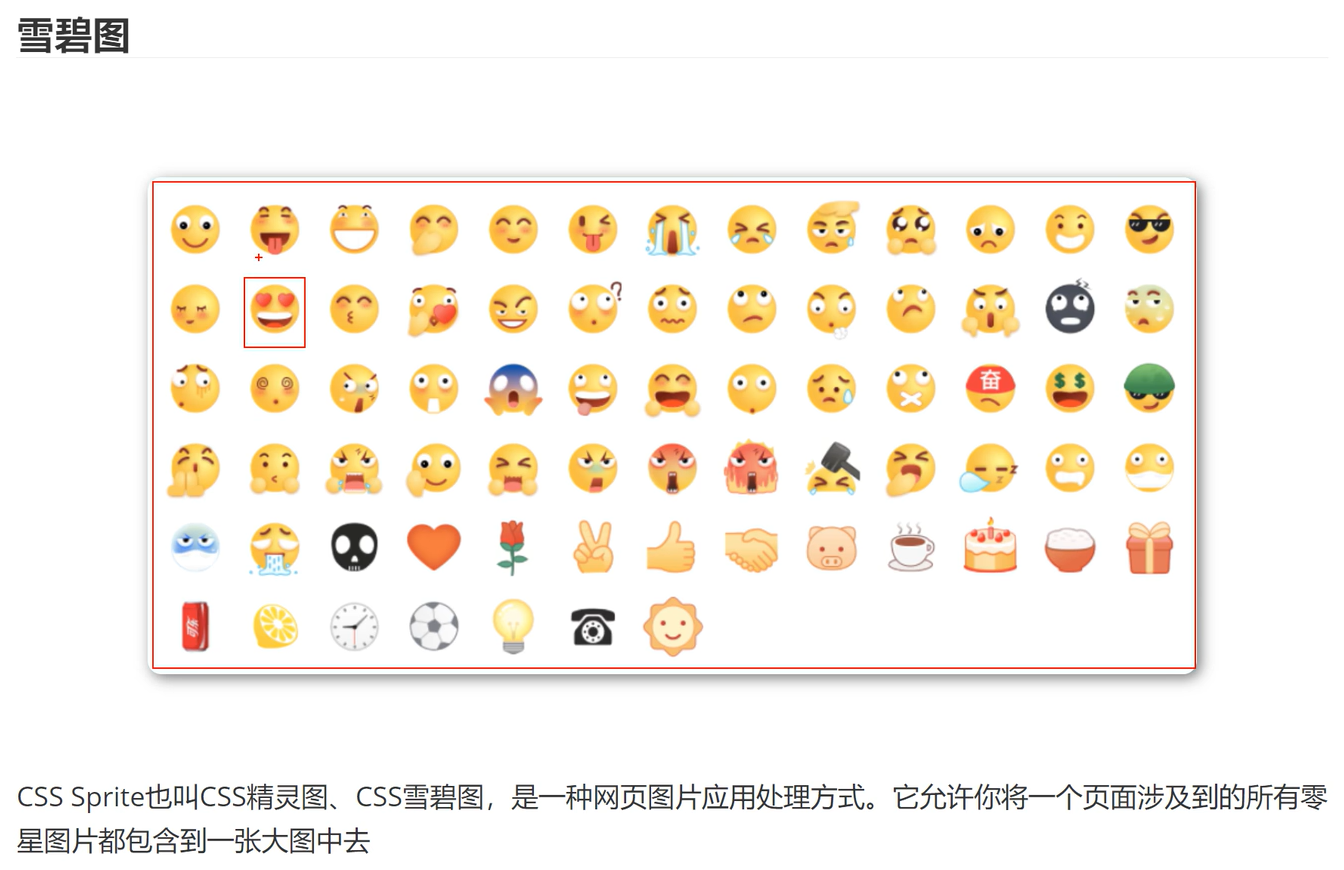 雪碧图
?
zz
$ $
奋
z
z
可乐
CSS Sprite也叫CSS精灵图、CSS雪碧图，是一种网页图片应用处理方式。它允许你将一个页面涉及到的所有零
星图片都包含到一张大图中去